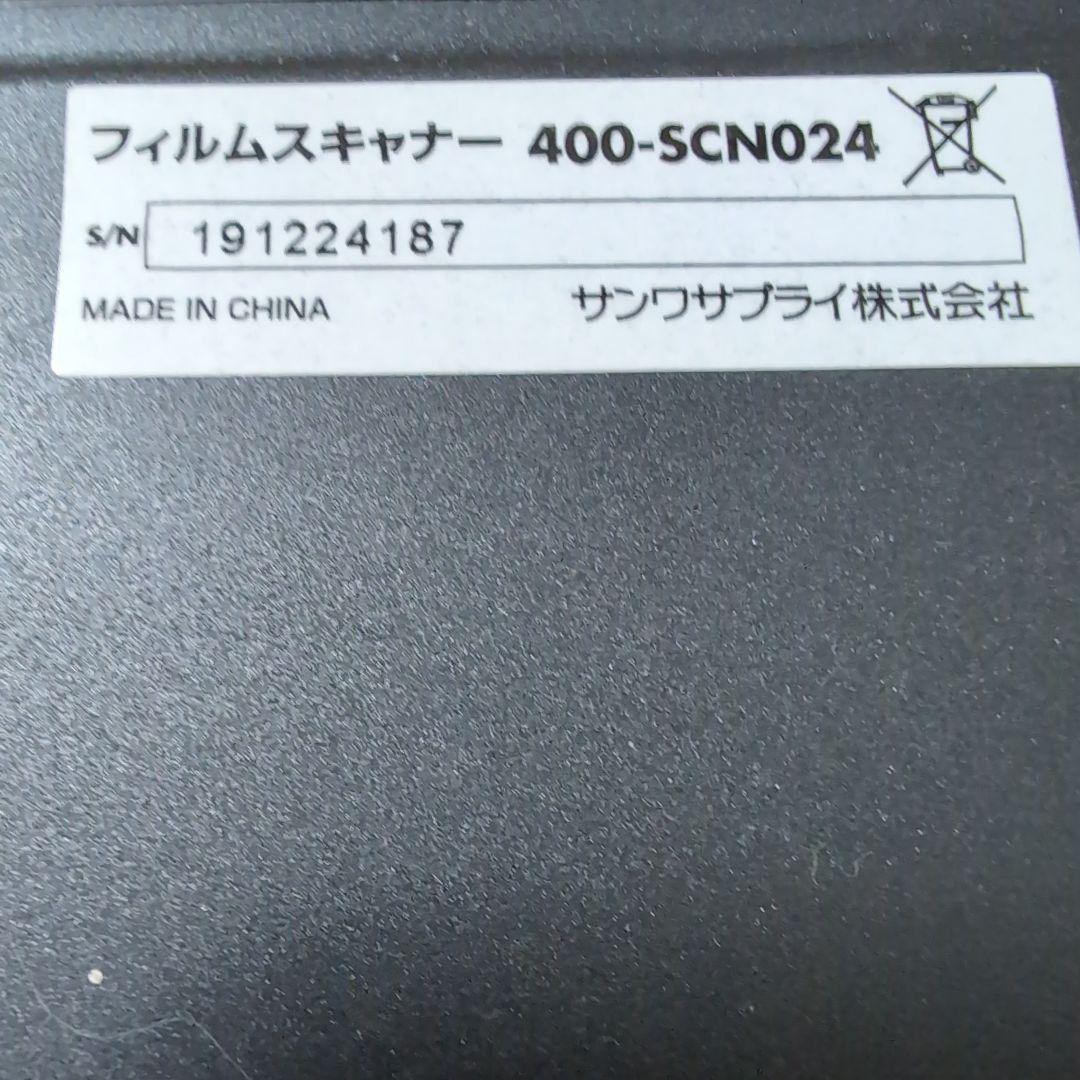 フィルムスキャナー 400-SCN024
S/N 191224187
MADE IN CHINA サンワサプライ株式会社